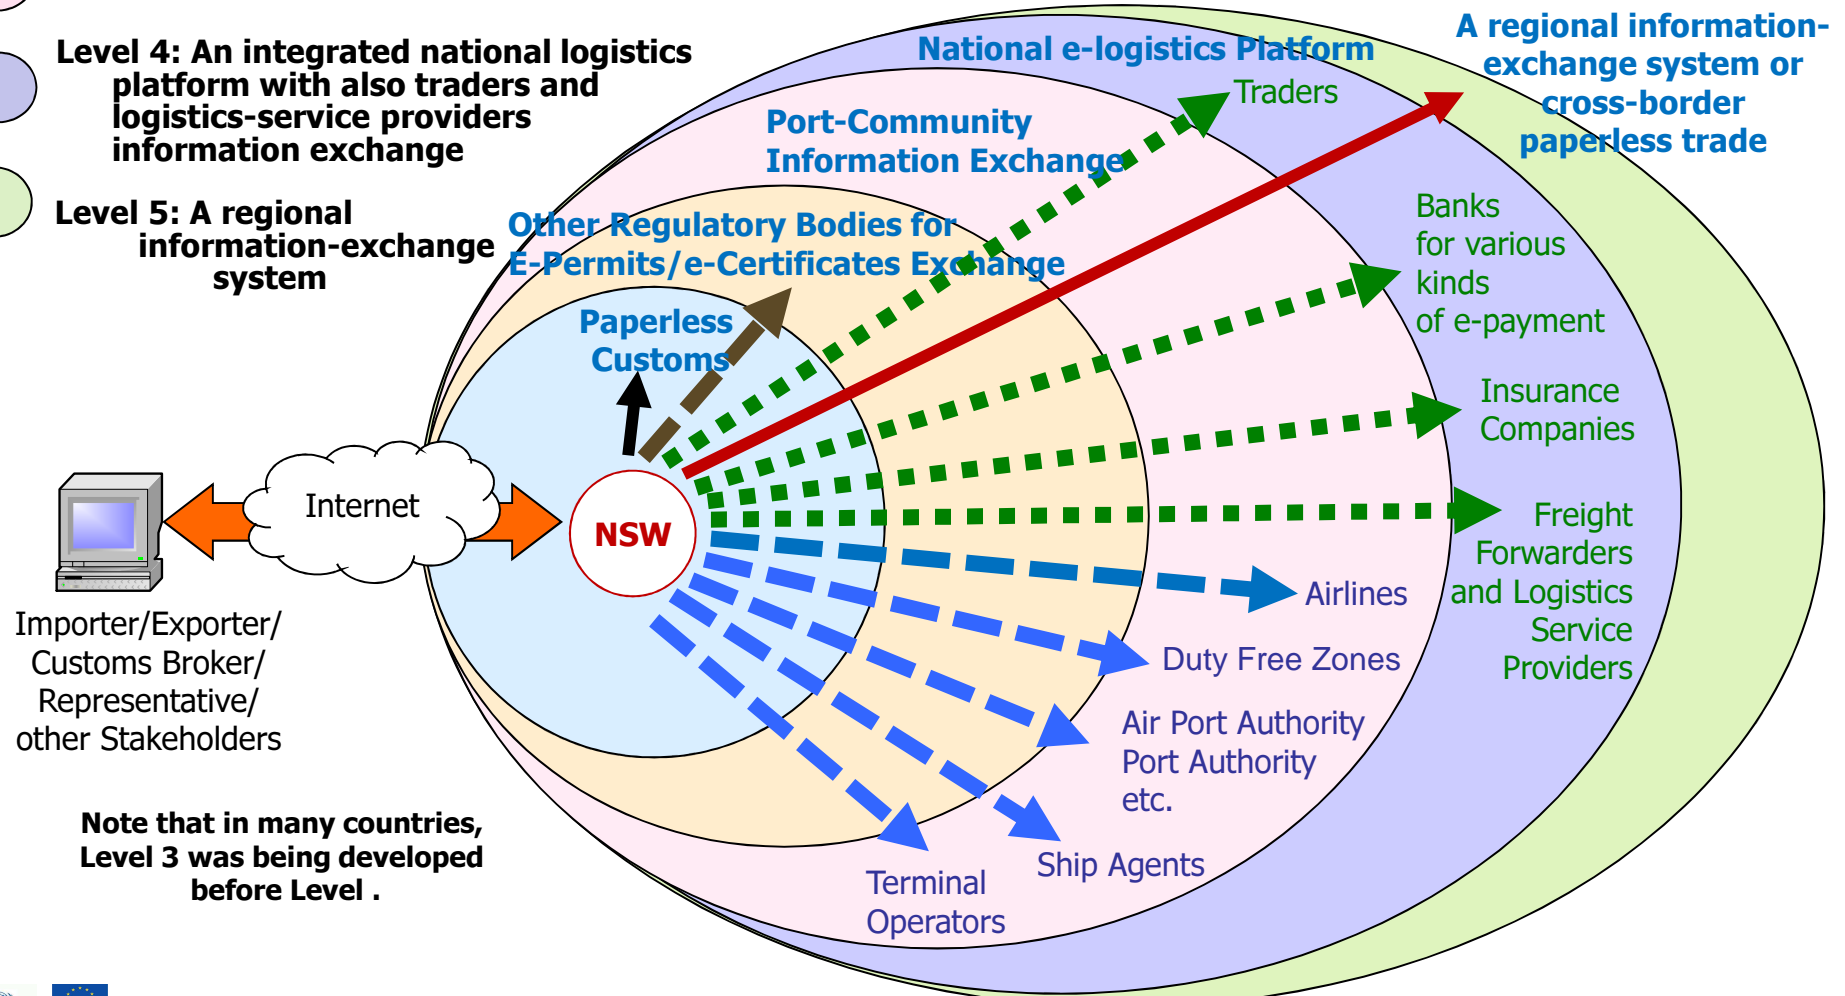 Level 4: An integrated national logistics
platform with also traders and
logistics-service providers
information exchange
Level 5: A regional
information-exchange
system
National e-logistics Platform
A regional information-
exchange system or
cross-border
paperless trade
Traders
Port-Community
Information Exchange
Banks
for various
kinds
of e-payment
Other Regulatory Bodies for
E-Permits/e-Certificates Exchange
Paperless
Customs
Insurance
Companies
Internet
NSW
Freight
Forwarders
and Logistics
Service
Providers
Airlines
Importer/Exporter/
Customs Broker/
Representative/
other Stakeholders
Duty Free Zones
Air Port Authority
Port Authority
etc.
Note that in many countries,
Level 3 was being developed
before Level .
Ship Agents
Terminal
Operators